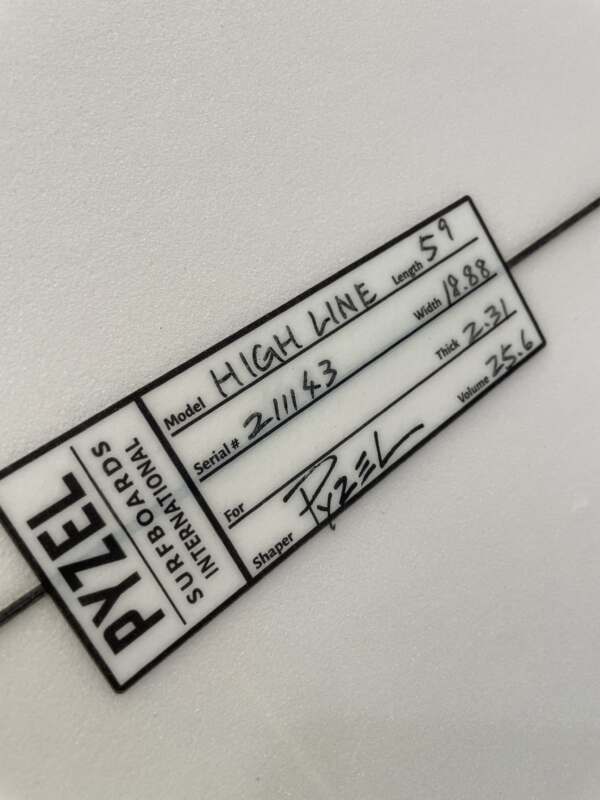 PYZEL
SURFBOARDS
INTERNATIONAL
Model HIGH LINE Length 5 9
Serial # 211143 Width 18.88
For Thick 2.31
Shaper PYZEL Volume 25.6